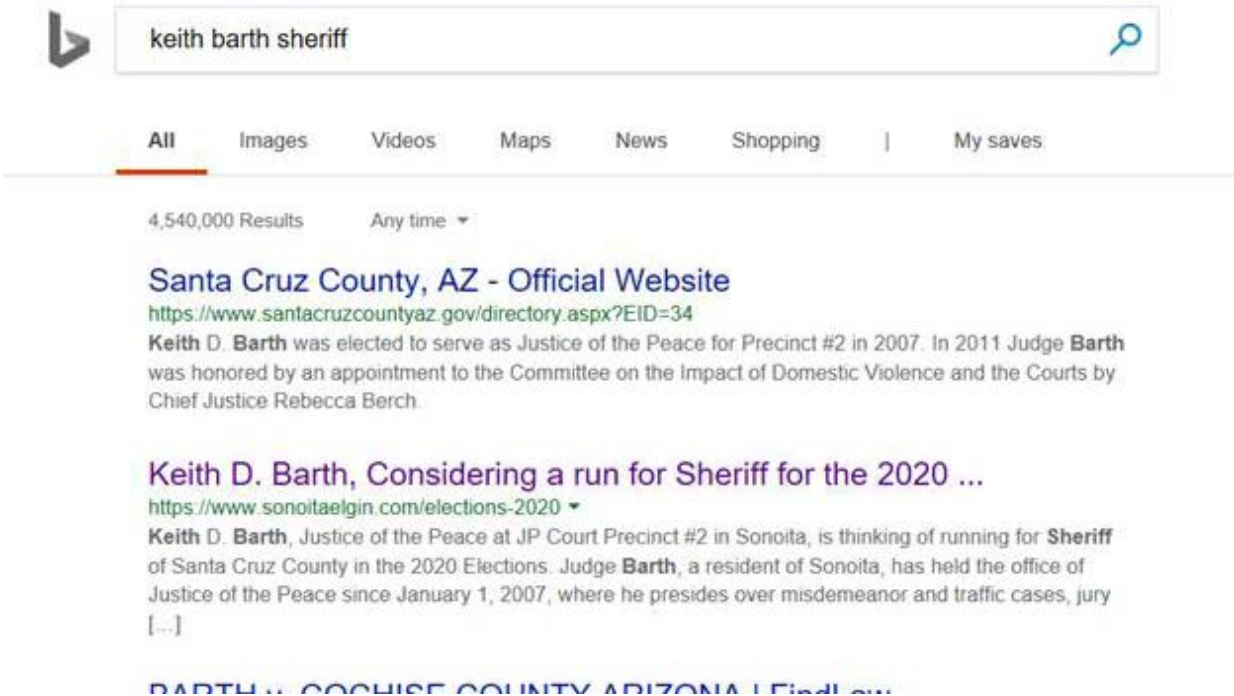 keith barth sheriff
All Images Videos Maps News Shopping | My saves
4,540,000 Results Any time
Santa Cruz County, AZ - Official Website
https://www.santacruzcountyaz.gov/directory.aspx?EID=34
Keith D. Barth was elected to serve as Justice of the Peace for Precinct #2 in 2007. In 2011 Judge Barth
was honored by an appointment to the Committee on the Impact of Domestic Violence and the Courts by
Chief Justice Rebecca Berch.
Keith D. Barth, Considering a run for Sheriff for the 2020 ...
https://www.sonoitaelgin.com/elections-2020
Keith D. Barth, Justice of the Peace at JP Court Precinct #2 in Sonoita, is thinking of running for Sheriff
of Santa Cruz County in the 2020 Elections. Judge Barth, a resident of Sonoita, has held the office of
Justice of the Peace since January 1, 2007, where he presides over misdemeanor and traffic cases, jury
[...]
BARTH v. COCHISE COUNTY ARIZONA | FindLaw